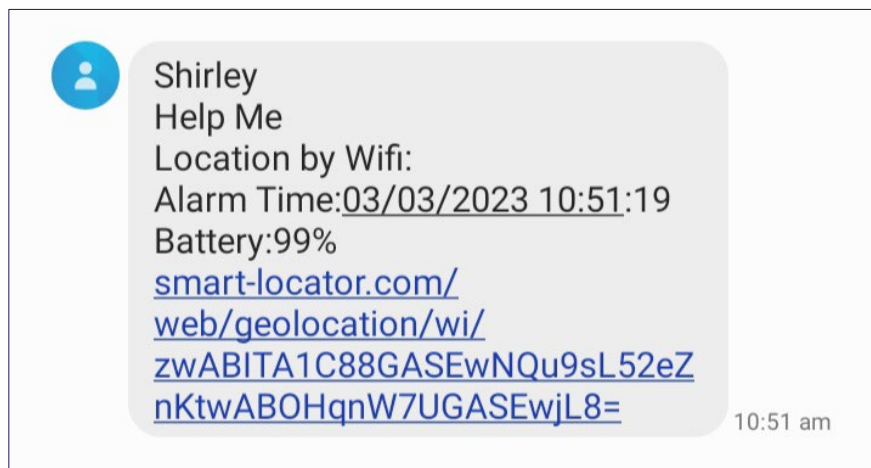 Shirley
Help Me
Location by Wifi:
Alarm Time:03/03/2023 10:51:19
Battery:99%
smart-locator.com/
web/geolocation/wi/
zwABITA1C88GASEwNQu9sL52eZ
nKtwABOHqnW7UGASEwjL8=
10:51 am